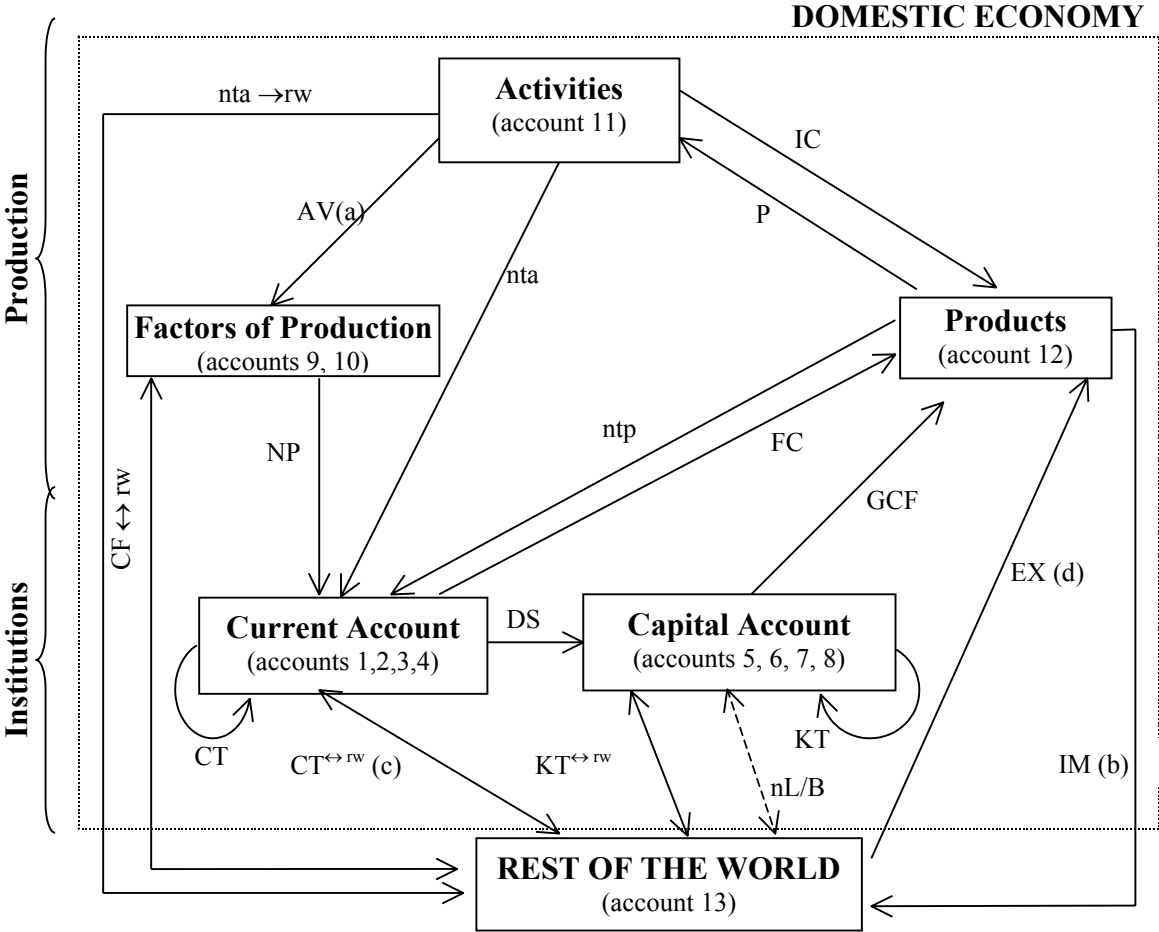 DOMESTIC ECONOMY
Activities
(account 11)
nta →rw
IC
P
AV(a)
nta
Production
Factors of Production
(accounts 9, 10)
Products
(account 12)
NP
ntp
FC
CF ↔ rw
GCF
EX (d)
Institutions
Current Account
(accounts 1,2,3,4)
DS
Capital Account
(accounts 5, 6, 7, 8)
CT
CT↔ rw (c)
KT↔ rw
nL/B
KT
IM (b)
REST OF THE WORLD
(account 13)